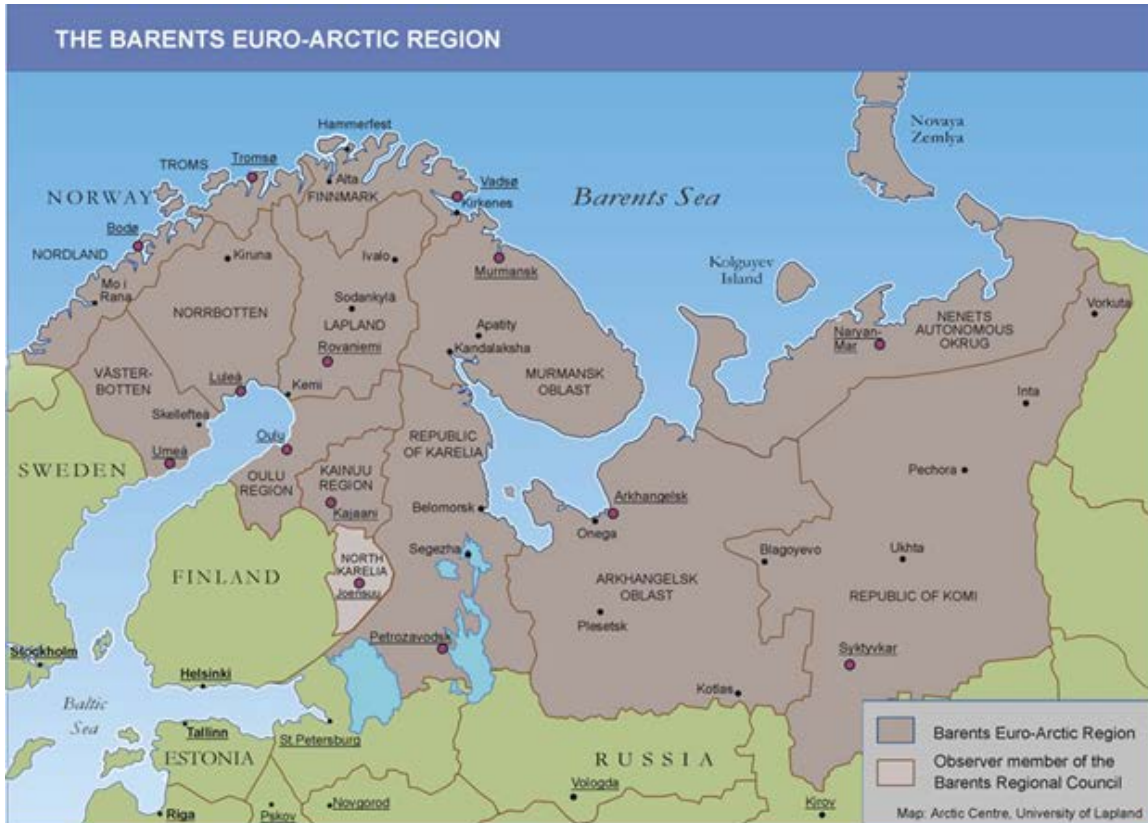 THE BARENTS EURO-ARCTIC REGION
Hammerfest
Novaya
Zemlya
TROMS
Tromsø
Alta
FINNMARK
Vadsø
Kirkenes
NORWAY
Barents Sea
Bodø
NORDLAND
Kiruna
Ivalo
Murmansk
Kolguyev
Island
Mo i
Rana
NORRBOTTEN
Sodankylä
LAPLAND
Rovaniemi
Apatity
Kandalaksha
MURMANSK
OBLAST
Naryan-
Mar
NENETS
AUTONOMOUS
OKRUG
Vorkuta
VÄSTER-
BOTTEN
Luleå
Kemi
Inta
Skellefteå
Umeå
Oulu
OULU
REGION
KAINUU
REGION
Kajaani
REPUBLIC
OF KARELIA
SWEDEN
Pechora
Belomorsk
Arkhangelsk
Onega
Segezha
Blagoyevo
Ukhta
FINLAND
NORTH
KARELIA
Joensuu
ARKHANGELSK
OBLAST
REPUBLIC OF KOMI
Plesetsk
Petrozavodsk
Syktyvkar
Stockholm
Helsinki
Kotlas
Baltic
Sea
Tallinn
ESTONIA
St.Petersburg
RUSSIA
Vologda
Riga
Pskov
Novgorod
Kirov
Barents Euro-Arctic Region
Observer member of the
Barents Regional Council
Map: Arctic Centre, University of Lapland